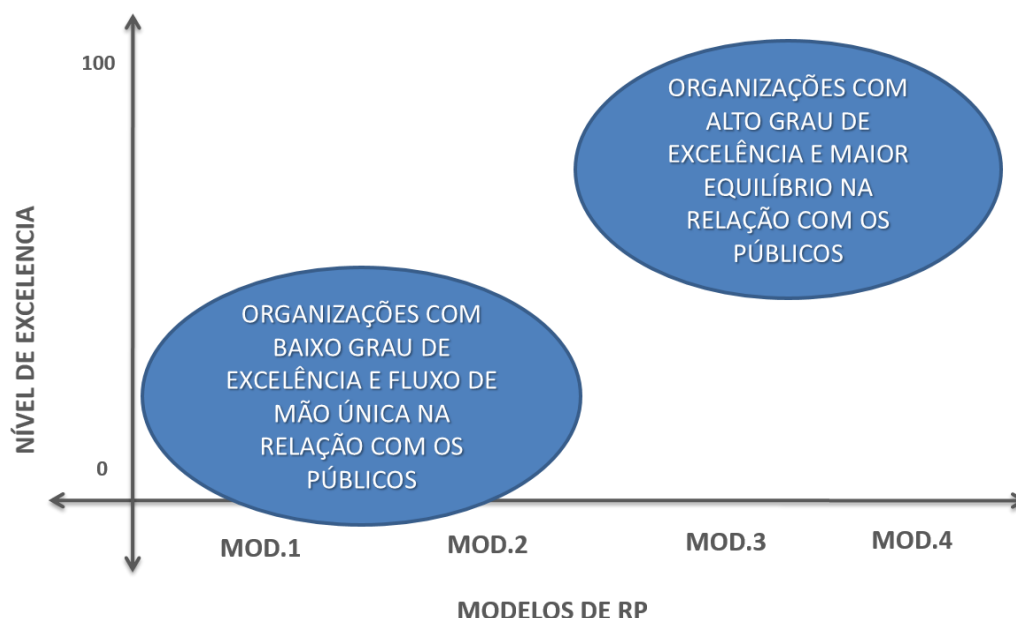 100
ORGANIZAÇÕES COM
ALTO GRAU DE
EXCELÊNCIA E MAIOR
EQUILÍBRIO NA
RELAÇÃO COM OS
PÚBLICOS
NÍVEL DE EXCELENCIA
ORGANIZAÇÕES COM
BAIXO GRAU DE
EXCELÊNCIA E FLUXO DE
MÃO ÚNICA NA
RELAÇÃO COM OS
PÚBLICOS
0
MOD.1
MOD.2
MOD.3
MOD.4
MODELOS DE RP